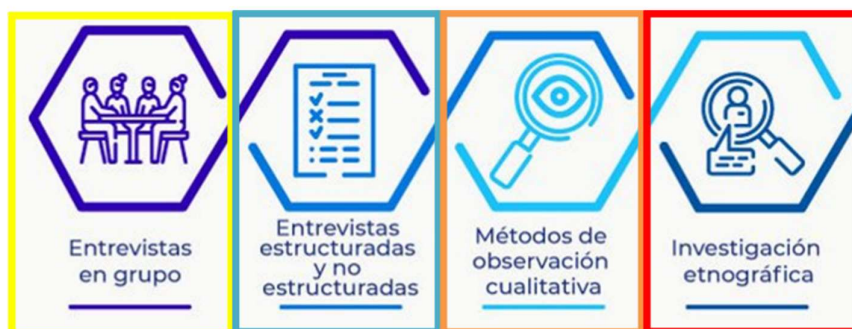 Entrevistas
en grupo
Entrevistas
estructuradas
y no
estructuradas
Métodos de
observación
cualitativa
Investigación
etnográfica